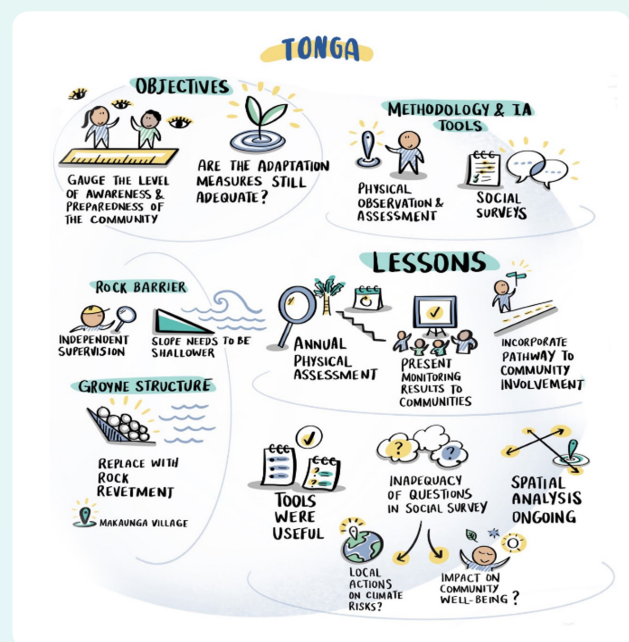 TONGA
OBJECTIVES
GAUGE THE LEVEL
OF AWARENESS &
PREPAREDNESS OF
THE COMMUNITY
ARE THE ADAPTATION
MEASURES STILL
ADEQUATE?
METHODOLOGY & IA
TOOLS
PHYSICAL
OBSERVATION &
ASSESSMENT
SOCIAL
SURVEYS
ROCK BARRIER
INDEPENDENT
SUPERVISION
SLOPE NEEDS TO BE
SHALLOWER
GROYNE STRUCTURE
REPLACE WITH
ROCK
REVETMENT
MAKAUNGA VILLAGE
LESSONS
ANNUAL
PHYSICAL
ASSESSMENT
PRESENT
MONITORING
RESULTS TO
COMMUNITIES
INCORPORATE
PATHWAY TO
COMMUNITY
INVOLVEMENT
TOOLS
WERE
USEFUL
?
?
INADEQUACY
OF QUESTIONS
IN SOCIAL SURVEY
LOCAL
ACTIONS
ON CLIMATE
RISKS?
IMPACT ON
COMMUNITY
WELL-BEING?
SPATIAL
ANALYSIS
ONGOING